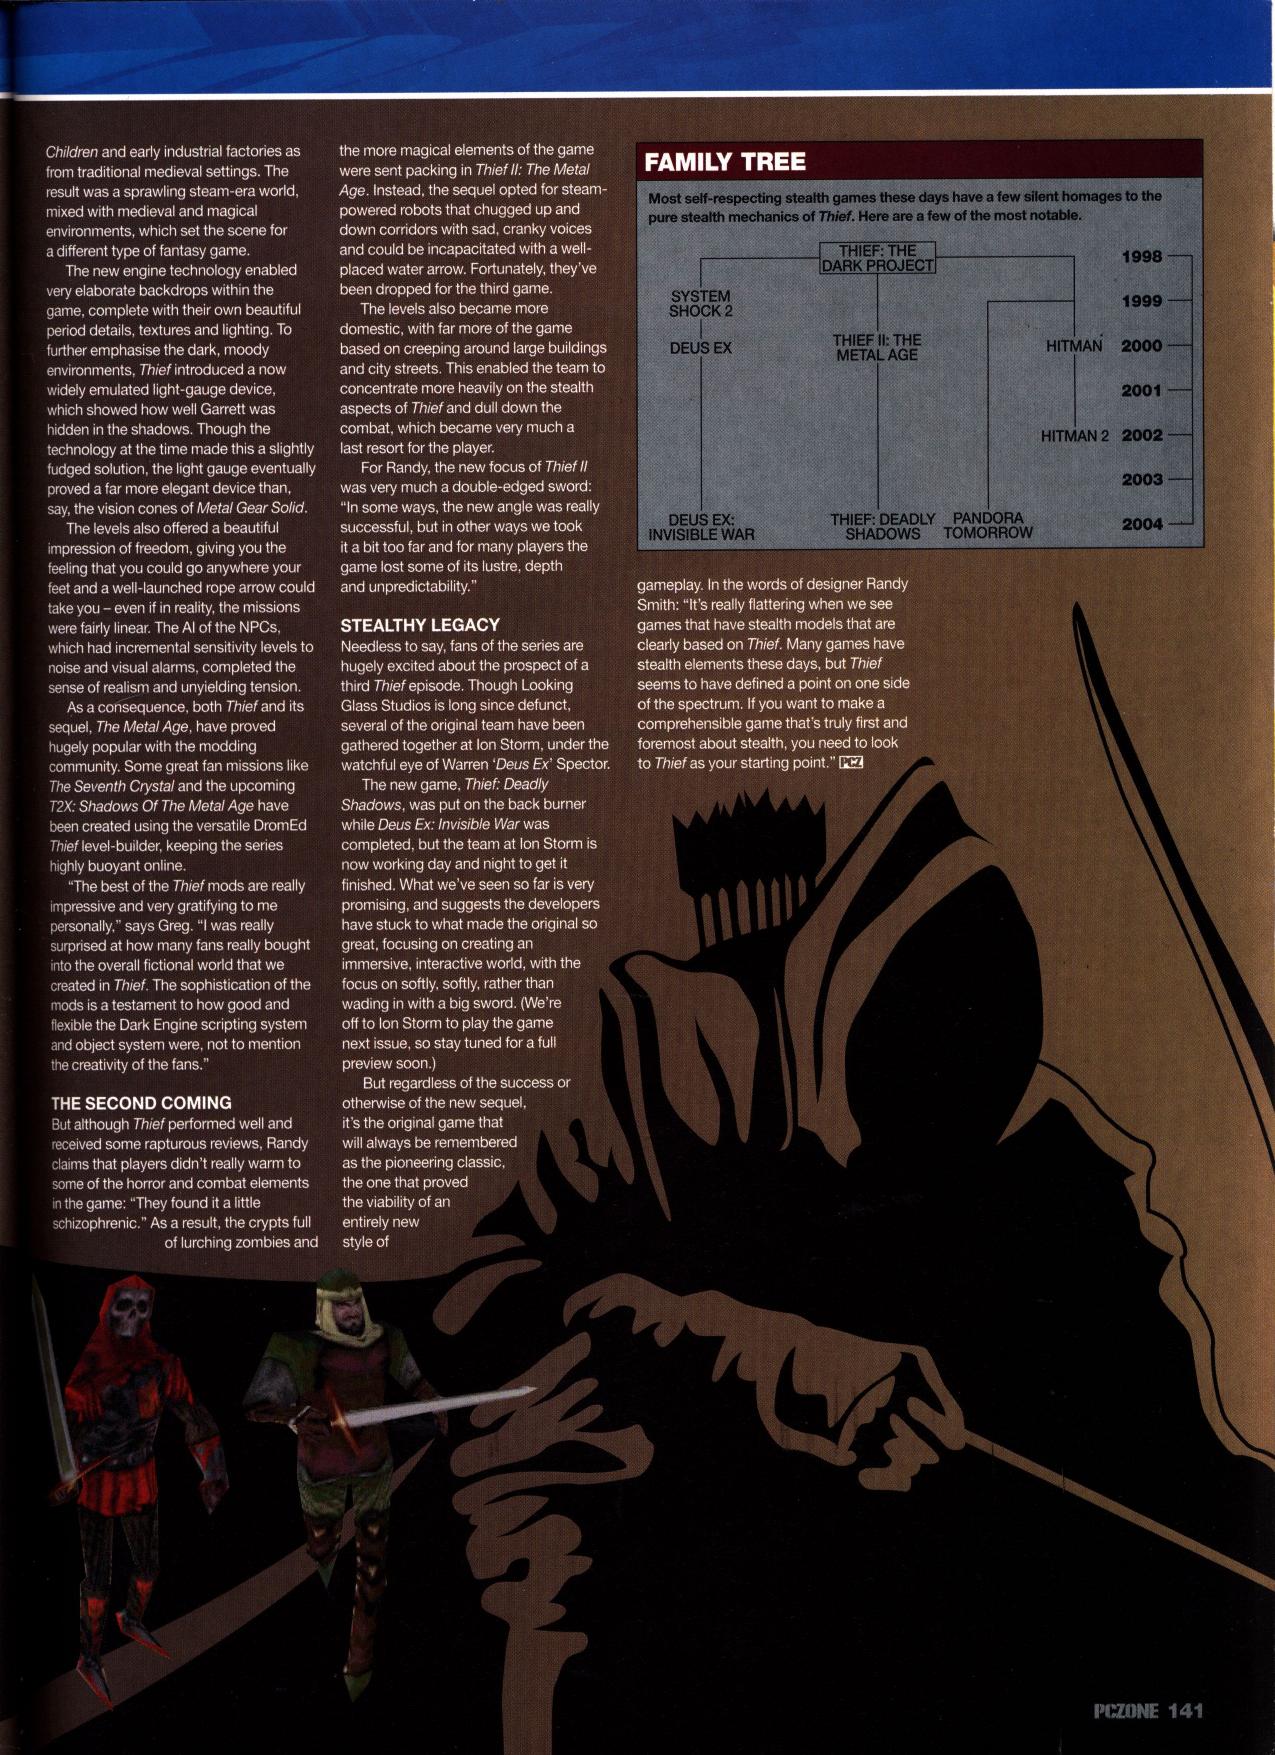 Children and early industrial factories as
from traditional medieval settings. The
result was a sprawling steam-era world,
mixed with medieval and magical
environments, which set the scene for
a different type of fantasy game.
The new engine technology enabled
very elaborate backdrops within the
game, complete with their own beautiful
period details, textures and lighting. To
further emphasise the dark, moody
environments, Thief introduced a now
widely emulated light-gauge device,
which showed how well Garrett was
hidden in the shadows. Though the
technology at the time made this a slightly
fudged solution, the light gauge eventually
proved a far more elegant device than,
say, the vision cones of Metal Gear Solid.
The levels also offered a beautiful
impression of freedom, giving you the
feeling that you could go anywhere your
feet and a well-launched rope arrow could
take you – even if in reality, the missions
were fairly linear. The AI of the NPCs,
which had incremental sensitivity levels to
noise and visual alarms, completed the
sense of realism and unyielding tension.
As a consequence, both Thief and its
sequel, The Metal Age, have proved
hugely popular with the modding
community. Some great fan missions like
The Seventh Crystal and the upcoming
T2X: Shadows Of The Metal Age have
been created using the versatile DromEd
Thief level-builder, keeping the series
highly buoyant online.
“The best of the Thief mods are really
impressive and very gratifying to me
personally,” says Greg. “I was really
surprised at how many fans really bought
into the overall fictional world that we
created in Thief. The sophistication of the
mods is a testament to how good and
flexible the Dark Engine scripting system
and object system were, not to mention
the creativity of the fans.”
THE SECOND COMING
But although Thief performed well and
received some rapturous reviews, Randy
claims that players didn't really warm to
some of the horror and combat elements
in the game: “They found it a little
schizophrenic.” As a result, the crypts full
of lurching zombies and
the more magical elements of the game
were sent packing in Thief II: The Metal
Age. Instead, the sequel opted for steam-
powered robots that chugged up and
down corridors with sad, cranky voices
and could be incapacitated with a well-
placed water arrow. Fortunately, they've
been dropped for the third game.
The levels also became more
domestic, with far more of the game
based on creeping around large buildings
and city streets. This enabled the team to
concentrate more heavily on the stealth
aspects of Thief and dull down the
combat, which became very much a
last resort for the player.
For Randy, the new focus of Thief II
was very much a double-edged sword:
“In some ways, the new angle was really
successful, but in other ways we took
it a bit too far and for many players the
game lost some of its lustre, depth
and unpredictability.”
STEALTHY LEGACY
Needless to say, fans of the series are
hugely excited about the prospect of a
third Thief episode. Though Looking
Glass Studios is long since defunct,
several of the original team have been
gathered together at Ion Storm, under the
watchful eye of Warren ‘Deus Ex’ Spector.
The new game, Thief: Deadly
Shadows, was put on the back burner
while Deus Ex: Invisible War was
completed, but the team at Ion Storm is
now working day and night to get it
finished. What we've seen so far is very
promising, and suggests the developers
have stuck to what made the original so
great, focusing on creating an
immersive, interactive world, with the
focus on softly, softly, rather than
wading in with a big sword. (We're
off to Ion Storm to play the game
next issue, so stay tuned for a full
preview soon.)
But regardless of the success or
otherwise of the new sequel,
it's the original game that
will always be remembered
as the pioneering classic,
the one that proved
the viability of an
entirely new
style of
FAMILY TREE
Most self-respecting stealth games these days have a few silent homages to the
pure stealth mechanics of Thief. Here are a few of the most notable.
THIEF: THE
DARK PROJECT
1998
SYSTEM
SHOCK 2
1999
DEUS EX
THIEF II: THE
METAL AGE
HITMAN
2000
2001
HITMAN 2
2002
2003
DEUS EX:
INVISIBLE WAR
THIEF: DEADLY
SHADOWS
PANDORA
TOMORROW
2004
gameplay. In the words of designer Randy
Smith: “It's really flattering when we see
games that have stealth models that are
clearly based on Thief. Many games have
stealth elements these days, but Thief
seems to have defined a point on one side
of the spectrum. If you want to make a
comprehensible game that's truly first and
foremost about stealth, you need to look
to Thief as your starting point.” PCZ
PCZONE 141